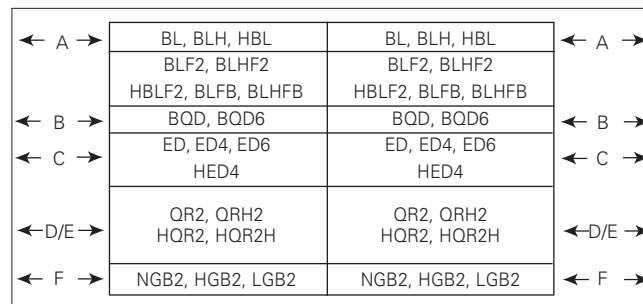 ← A → BL, BLH, HBL BL, BLH, HBL ← A →
BLF2, BLHF2 BLF2, BLHF2
HBLF2, BLFB, BLHFB HBLF2, BLFB, BLHFB
← B → BQD, BQD6 BQD, BQD6 ← B →
← C → ED, ED4, ED6 ED, ED4, ED6 ← C →
HED4 HED4
QR2, QRH2 QR2, QRH2
←D/E→ HQR2, HQR2H HQR2, HQR2H ←D/E→
← F → NGB2, HGB2, LGB2 NGB2, HGB2, LGB2 ← F →